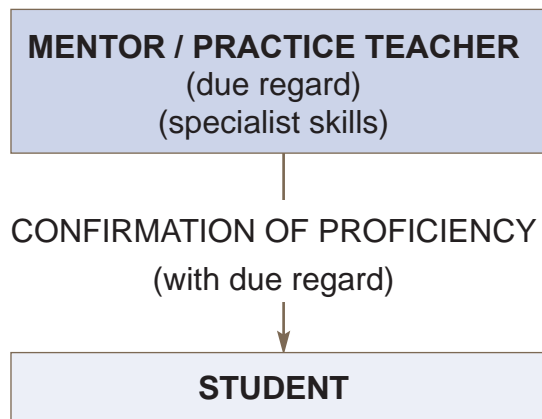 MENTOR / PRACTICE TEACHER
(due regard)
(specialist skills)
CONFIRMATION OF PROFICIENCY
(with due regard)
STUDENT